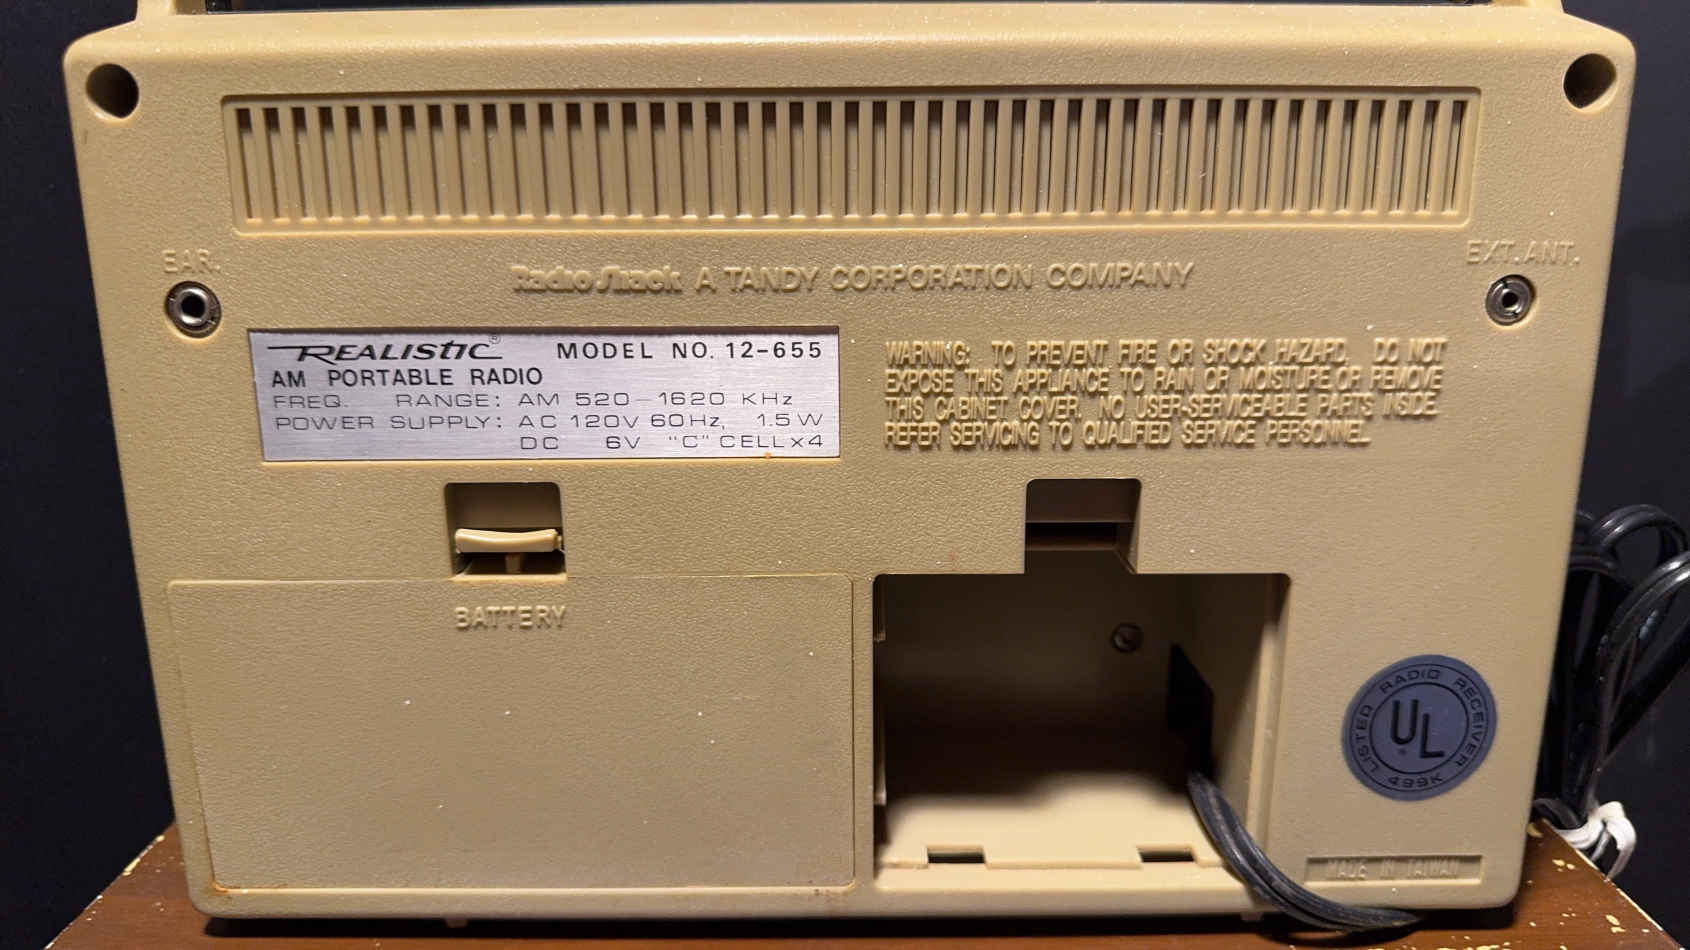 EAR.
EXT. ANT.
Radio Shack A TANDY CORPORATION COMPANY
REALISTIC® MODEL NO. 12-655
AM PORTABLE RADIO
FREQ. RANGE: AM 520-1620 KHz
POWER SUPPLY: AC 120V 60Hz, 1.5W
DC 6V "C" CELL x 4
WARNING: TO PREVENT FIRE OR SHOCK HAZARD, DO NOT
EXPOSE THIS APPLIANCE TO RAIN OR MOISTURE, OR REMOVE
THIS CABINET COVER. NO USER-SERVICEABLE PARTS INSIDE.
REFER SERVICING TO QUALIFIED SERVICE PERSONNEL.
BATTERY
LISTED RADIO RECEIVER
UL®
499K
MADE IN TAIWAN